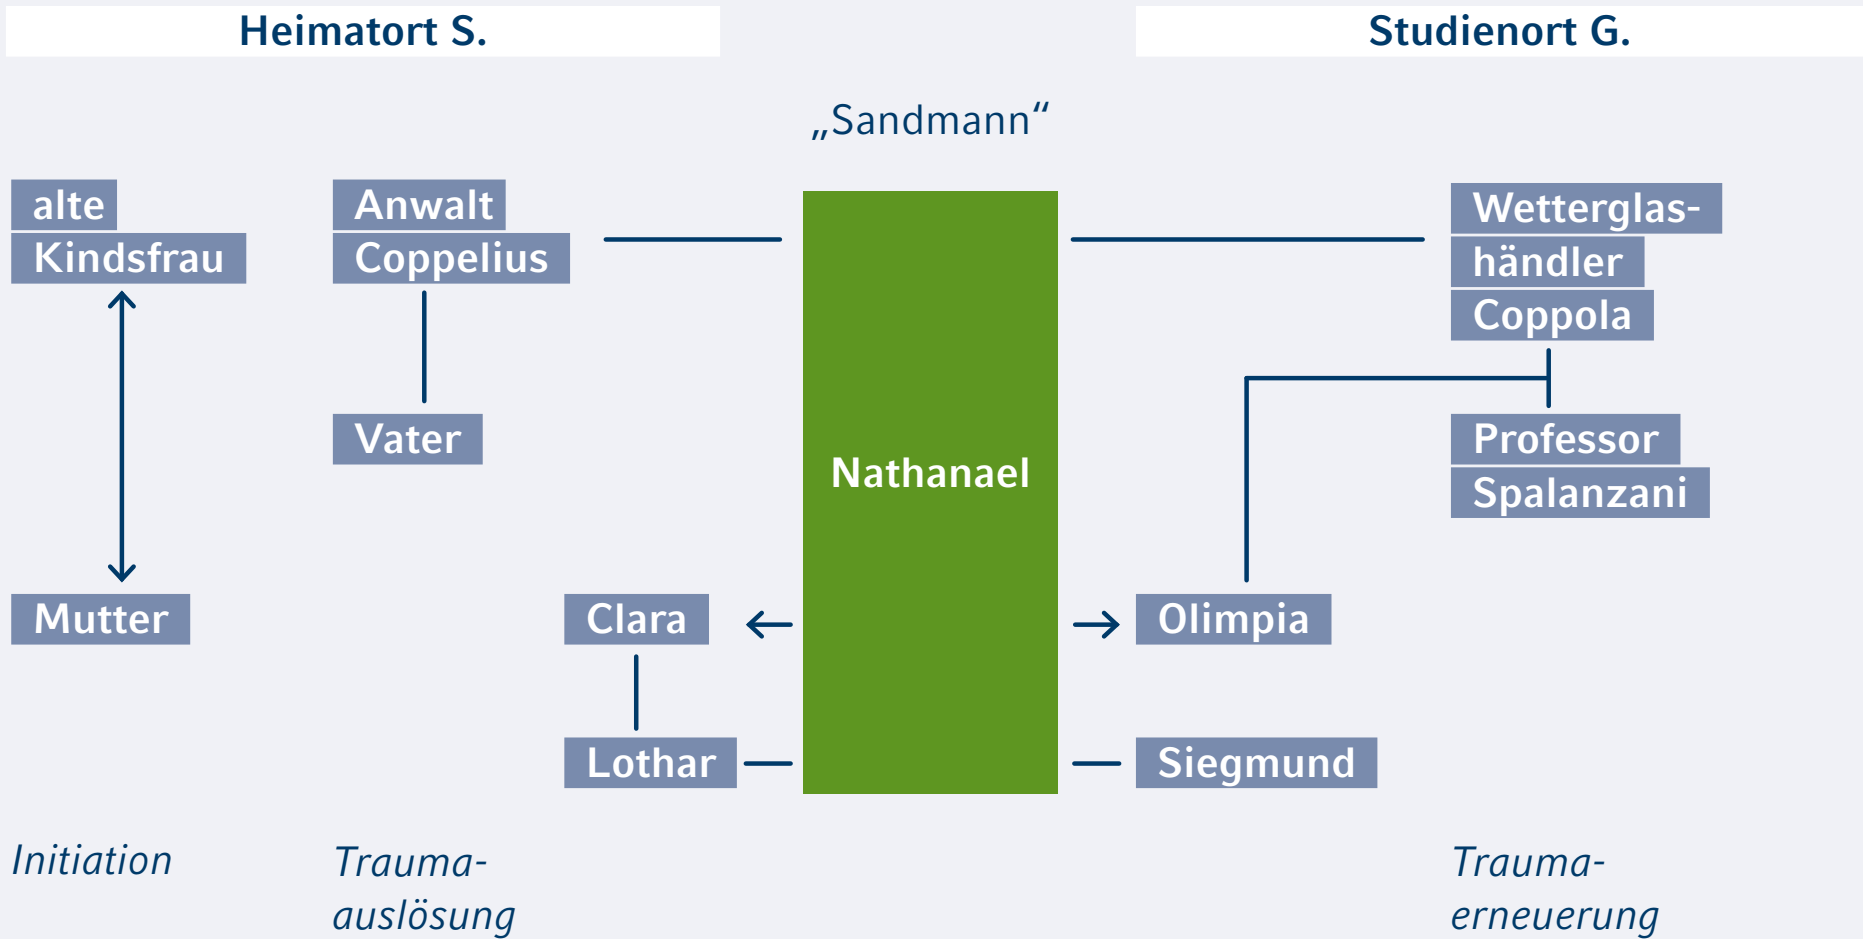 Heimatort S.
Studienort G.
„Sandmann“
alte
Kindsfrau
Anwalt
Coppelius
Wetterglas-
händler
Coppola
Vater
Nathanael
Professor
Spalanzani
Mutter
Clara
Olimpia
Lothar
Siegmund
Initiation
Trauma-
auslösung
Trauma-
erneuerung